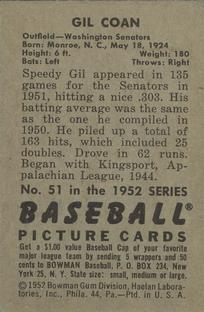 GIL COAN
Outfield—Washington Senators
Born: Monroe, N. C., May 18, 1924
Height: 6 ft. Weight: 180
Bats: Left Throws: Right
Speedy Gil appeared in 135
games for the Senators in
1951, hitting a nice .303. His
batting average was the same
as the one he compiled in
1950. He piled up a total of
163 hits, which included 25
doubles. Drove in 62 runs.
Began with Kingsport, Ap-
palachian League, 1944.
No. 51 in the 1952 SERIES
BASEBALL®
PICTURE CARDS
Get a $1.00 value Baseball Cap of your favorite
major league team by sending 5 wrappers and 50
cents to BOWMAN Baseball, P. O. BOX 234, NEW
YORK 25, N. Y. State size: small, medium or large.
©1952 Bowman Gum Division, Haelan Labora-
tories, Inc., Phila. 44, Pa.—Ptd. in U. S. A.